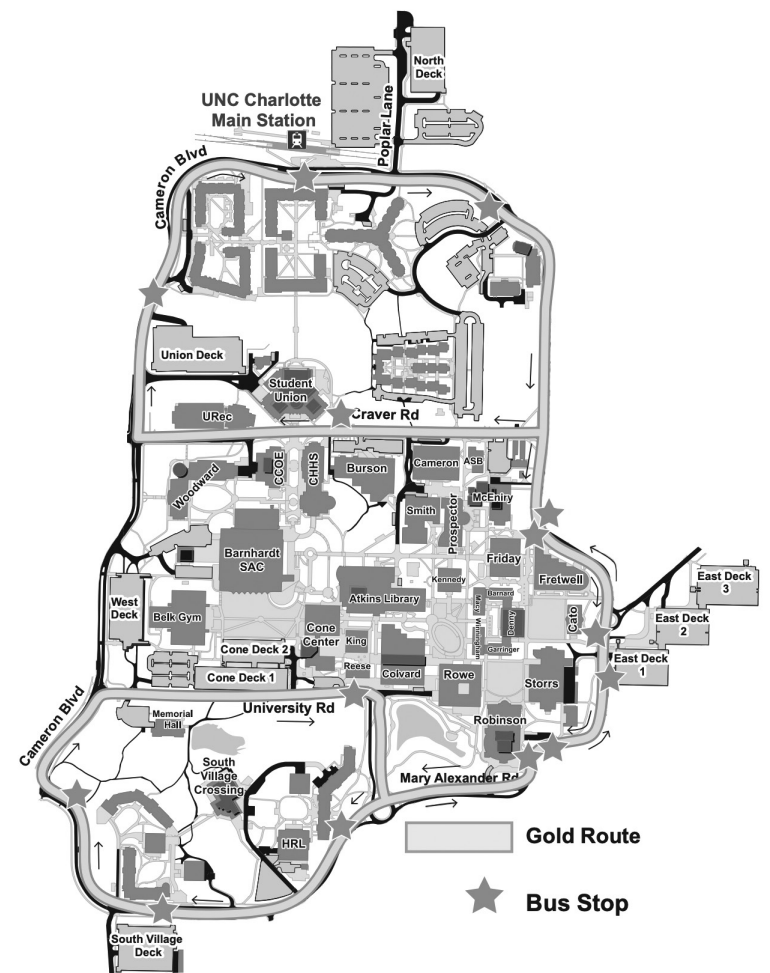 North
Deck
UNC Charlotte
Main Station
Poplar Lane
Cameron Blvd
Union Deck
Student
Union
URec
Craver Rd
Woodward
CCOE
CHHS
Burson
Cameron
ASB
McEniry
Smith
Prospector
Friday
Fretwell
Barnhardt
SAC
Kennedy
Atkins Library
Barnard
Macy
Winningham
Denny
Garringer
Cato
East Deck
3
East Deck
2
East Deck
1
West
Deck
Belk Gym
Cone
Center
King
Reese
Colvard
Rowe
Storrs
Robinson
Cone Deck 2
Cone Deck 1
University Rd
Cameron Blvd
Memorial
Hall
South
Village
Crossing
Mary Alexander Rd
HRL
South Village
Deck
Gold Route
Bus Stop